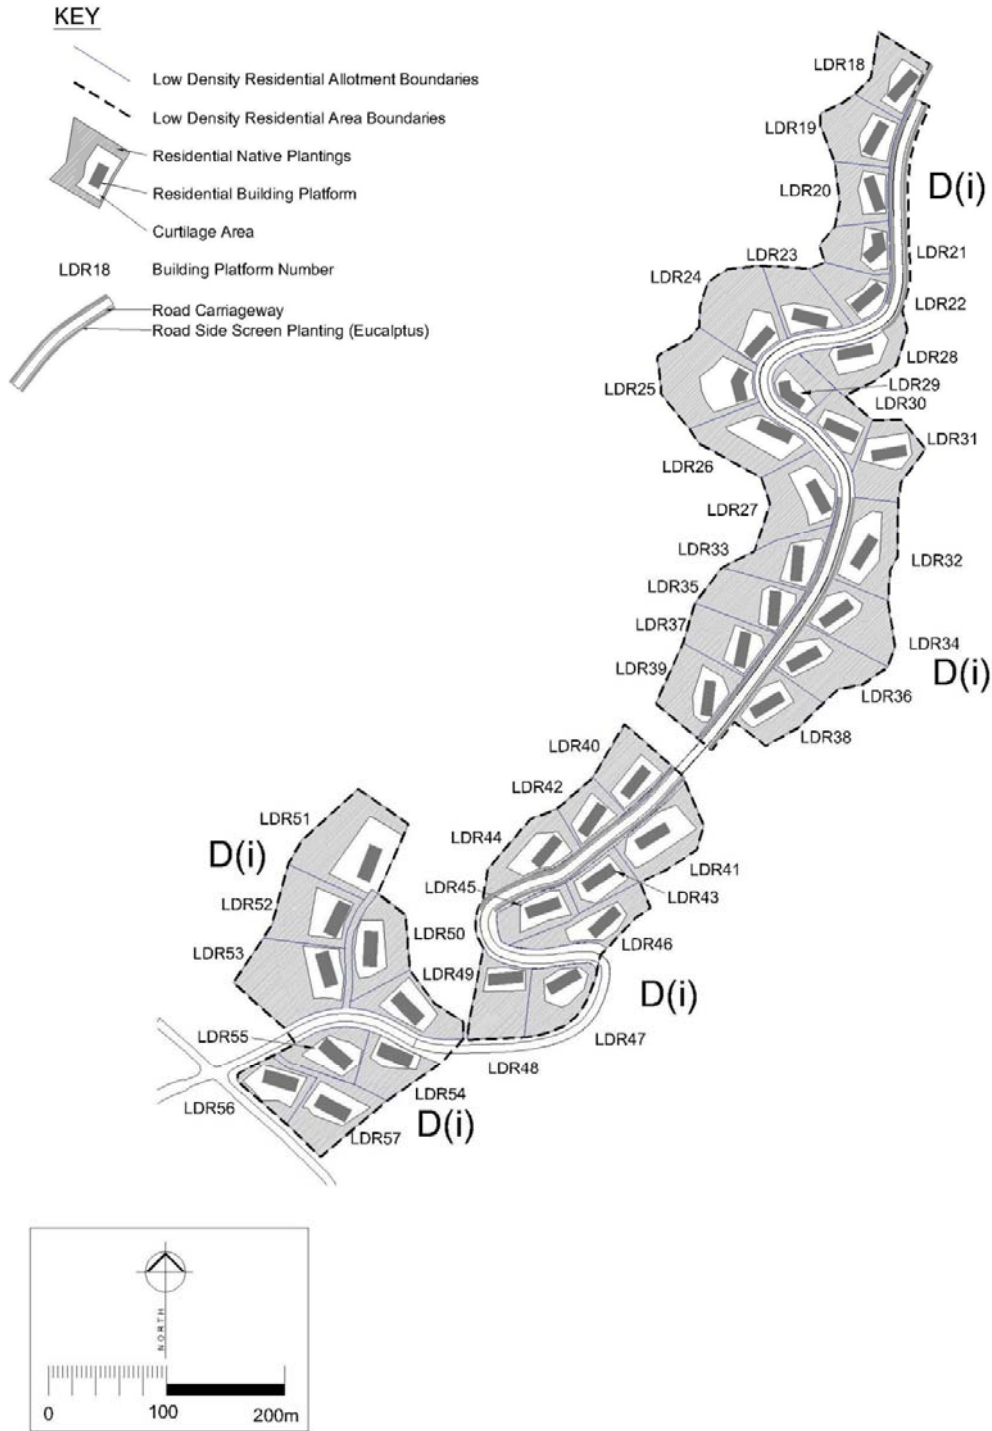 KEY
Low Density Residential Allotment Boundaries
Low Density Residential Area Boundaries
Residential Native Plantings
Residential Building Platform
Curtilage Area
LDR18 Building Platform Number
Road Carriageway
Road Side Screen Planting (Eucalptus)
LDR18
LDR19
D(i)
LDR20
LDR21
LDR23
LDR24
LDR22
LDR28
LDR29
LDR25
LDR30
LDR31
LDR26
LDR27
LDR33
LDR32
LDR35
LDR37
LDR34
LDR39
D(i)
LDR36
LDR38
LDR40
LDR42
LDR51
LDR44
D(i)
LDR41
LDR45
LDR43
LDR52
LDR50
LDR46
LDR53
LDR49
D(i)
LDR55
LDR47
LDR48
LDR54
LDR56
D(i)
LDR57
NORTH
0 100 200m